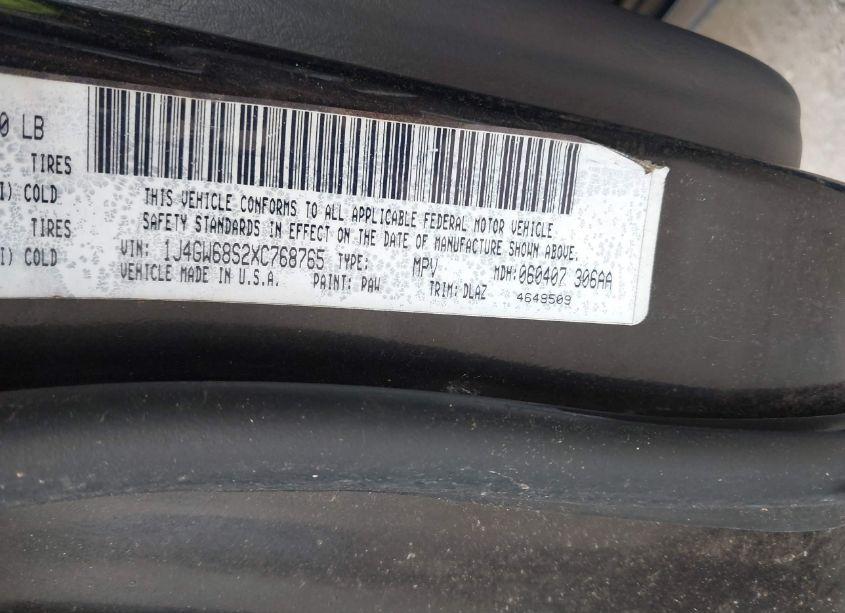 0 LB
TIRES
I) COLD
TIRES
I) COLD
THIS VEHICLE CONFORMS TO ALL APPLICABLE FEDERAL MOTOR VEHICLE
SAFETY STANDARDS IN EFFECT ON THE DATE OF MANUFACTURE SHOWN ABOVE.
VIN: 1J4GW68S2XC768765 TYPE: MPV MDH: 060407 306AA
VEHICLE MADE IN U.S.A. PAINT: PAW TRIM: DLAZ 4649509